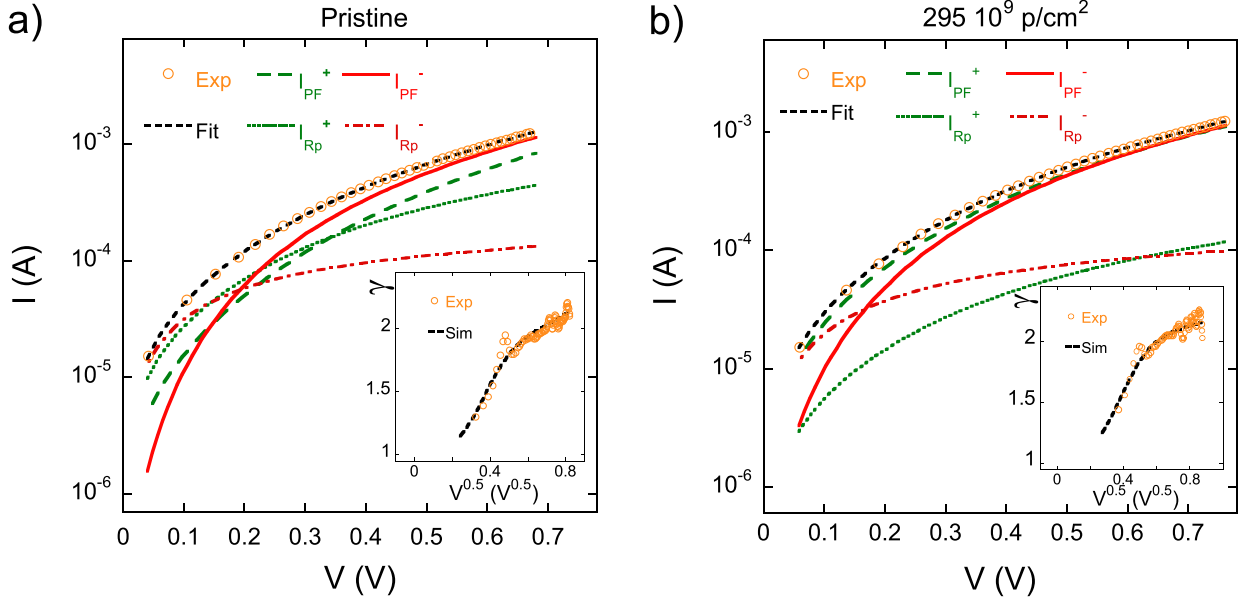 a)
Pristine
Exp
I_PF^+
I_PF^-
Fit
I_Rp^+
I_Rp^-
10^-3
10^-4
10^-5
10^-6
I (A)
0 0.1 0.2 0.3 0.4 0.5 0.6 0.7
V (V)
γ
Exp
Sim
2
1.5
1
0 0.4 0.8
V^0.5 (V^0.5)
b)
295 10^9 p/cm^2
Exp
I_PF^+
I_PF^-
Fit
I_Rp^+
I_Rp^-
10^-3
10^-4
10^-5
10^-6
I (A)
0 0.1 0.2 0.3 0.4 0.5 0.6 0.7
V (V)
γ
Exp
Sim
2
1.5
1
0 0.4 0.8
V^0.5 (V^0.5)